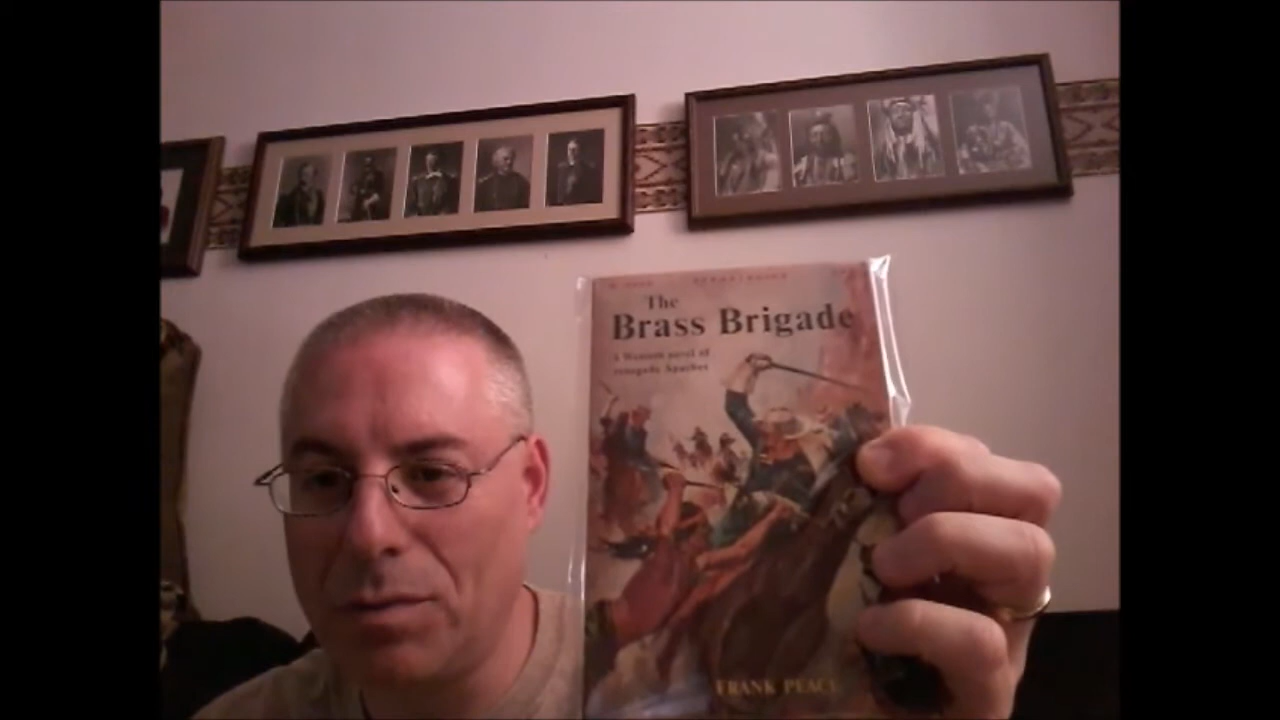 The
Brass Brigade
A Western novel of
renegade Apaches
FRANK PEACE